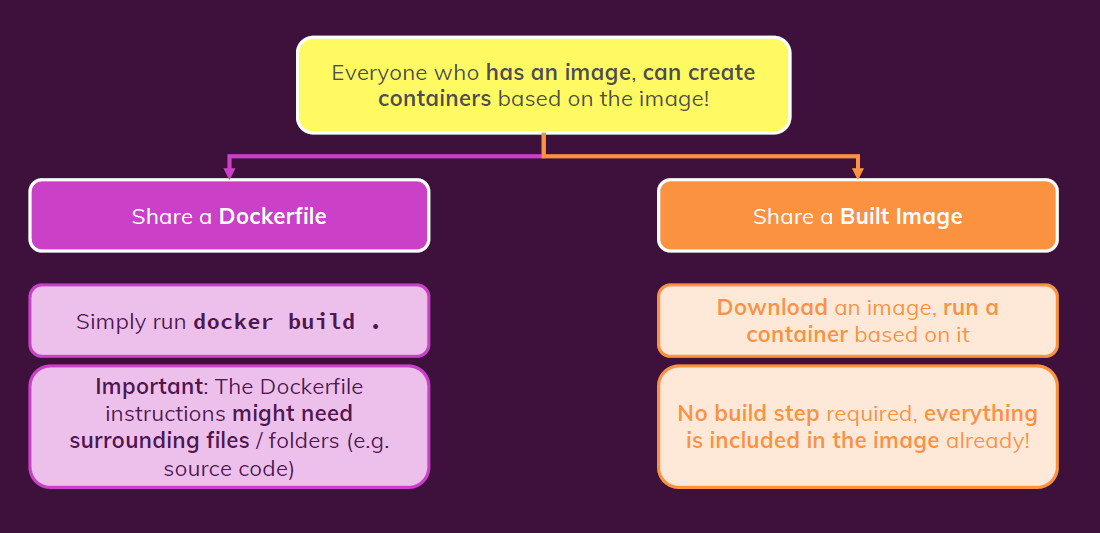 Everyone who has an image, can create
containers based on the image!
Share a Dockerfile
Share a Built Image
Simply run docker build .
Download an image, run a
container based on it
Important: The Dockerfile
instructions might need
surrounding files / folders (e.g.
source code)
No build step required, everything
is included in the image already!